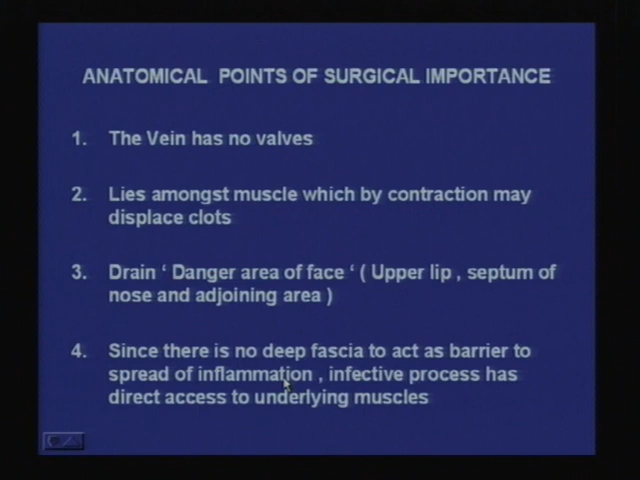 ANATOMICAL POINTS OF SURGICAL IMPORTANCE
1. The Vein has no valves
2. Lies amongst muscle which by contraction may
displace clots
3. Drain ‘ Danger area of face ‘ ( Upper lip , septum of
nose and adjoining area )
4. Since there is no deep fascia to act as barrier to
spread of inflammation , infective process has
direct access to underlying muscles